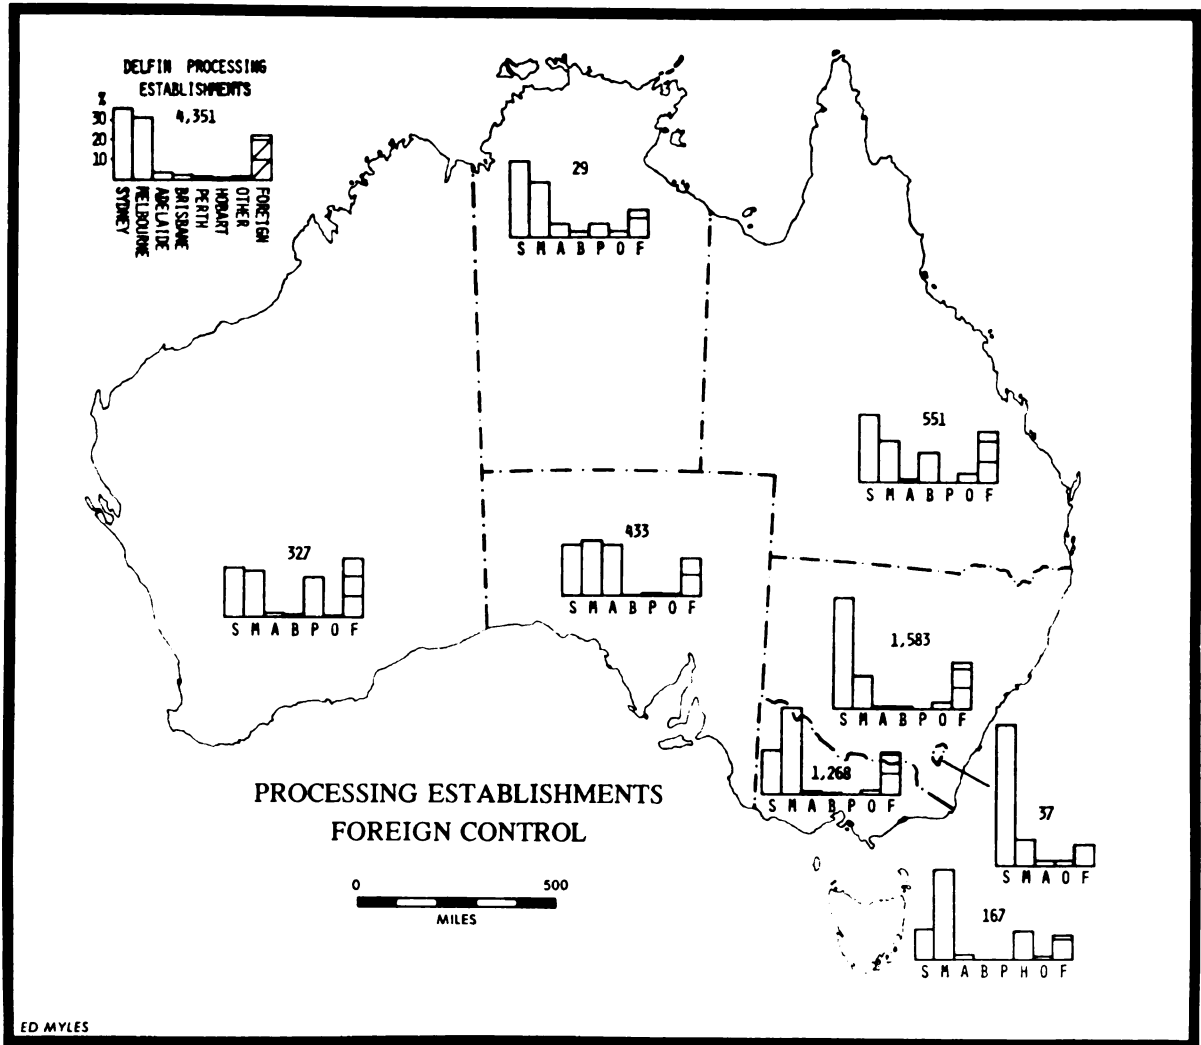 DELFIN PROCESSING
ESTABLISHMENTS
%
4,351
30
20
10
SYDNEY
MELBOURNE
ADELAIDE
BRISBANE
PERTH
HOBART
OTHER
FOREIGN
29
S M A B P O F
551
S M A B P O F
327
S M A B P O F
433
S M A B P O F
1,583
S M A B P O F
1,268
S M A B P O F
37
S M A O F
167
S M A B P H O F
PROCESSING ESTABLISHMENTS
FOREIGN CONTROL
0 500
MILES
ED MYLES